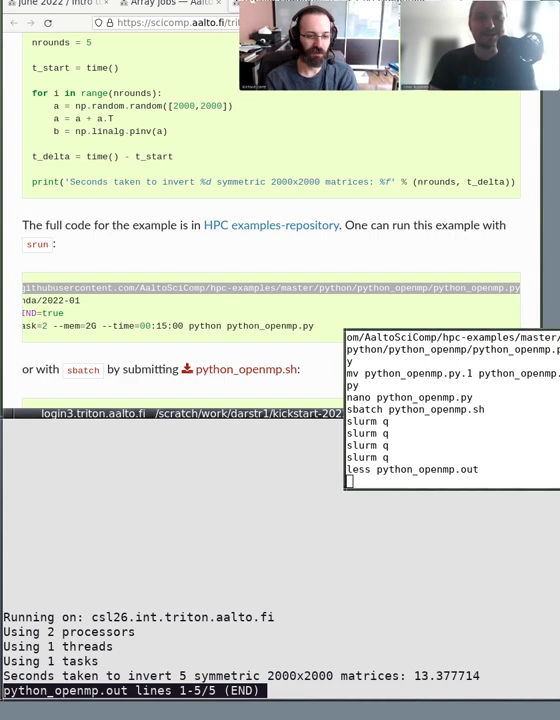 June 2022 / Intro
Array jobs — Aalto
https://scicomp.aalto.fi/trit
nrounds = 5
t_start = time()
for i in range(nrounds):
a = np.random.random([2000,2000])
a = a + a.T
b = np.linalg.pinv(a)
t_delta = time() - t_start
print('Seconds taken to invert %d symmetric 2000x2000 matrices: %f' % (nrounds, t_delta))
The full code for the example is in HPC examples-repository. One can run this example with
srun :
githubusercontent.com/AaltoSciComp/hpc-examples/master/python/python_openmp/python_openmp.py
nda/2022-01
IND=true
ask=2 --mem=2G --time=00:15:00 python python_openmp.py
or with sbatch by submitting python_openmp.sh:
om/AaltoSciComp/hpc-examples/master/
python/python_openmp/python_openmp.p
y
mv python_openmp.py.1 python_openmp.
py
nano python_openmp.py
sbatch python_openmp.sh
slurm q
slurm q
slurm q
slurm q
less python_openmp.out
login3.triton.aalto.fi /scratch/work/darstr1/kickstart-202
Running on: csl26.int.triton.aalto.fi
Using 2 processors
Using 1 threads
Using 1 tasks
Seconds taken to invert 5 symmetric 2000x2000 matrices: 13.377714
python_openmp.out lines 1-5/5 (END)